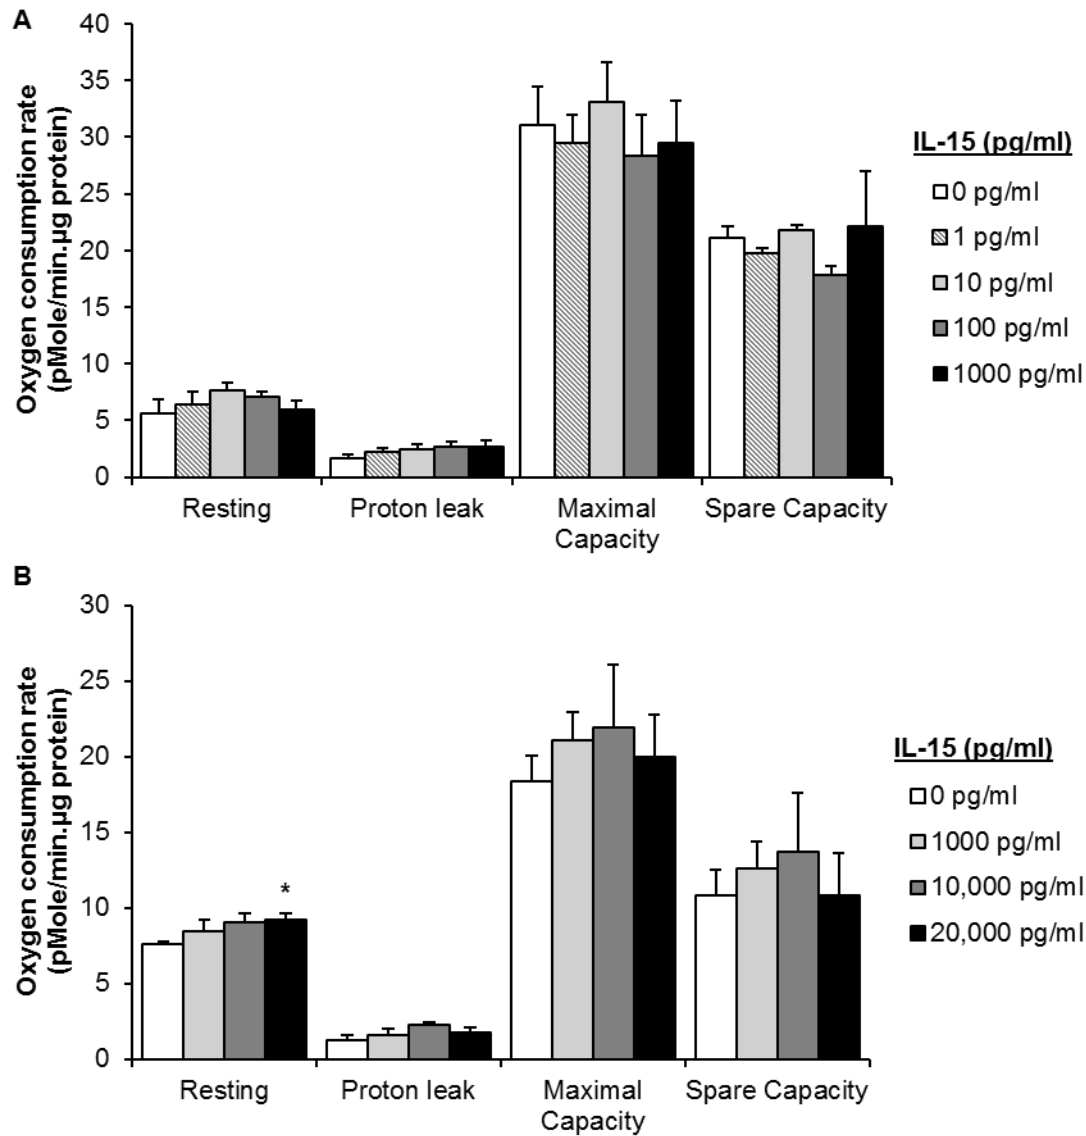 A
Oxygen consumption rate
(pMole/min.µg protein)
40
35
30
25
20
15
10
5
0
Resting
Proton leak
Maximal
Capacity
Spare Capacity
IL-15 (pg/ml)
0 pg/ml
1 pg/ml
10 pg/ml
100 pg/ml
1000 pg/ml
B
Oxygen consumption rate
(pMole/min.µg protein)
30
25
20
15
10
5
0
*
Resting
Proton leak
Maximal
Capacity
Spare Capacity
IL-15 (pg/ml)
0 pg/ml
1000 pg/ml
10,000 pg/ml
20,000 pg/ml